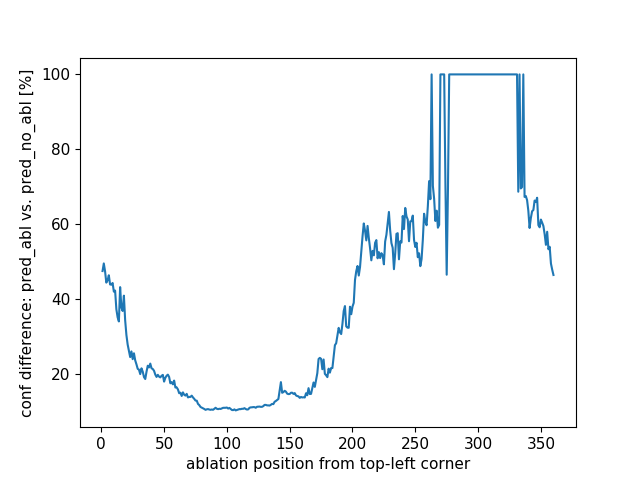 conf difference: pred_abl vs. pred_no_abl [%]
100
80
60
40
20
0 50 100 150 200 250 300 350
ablation position from top-left corner